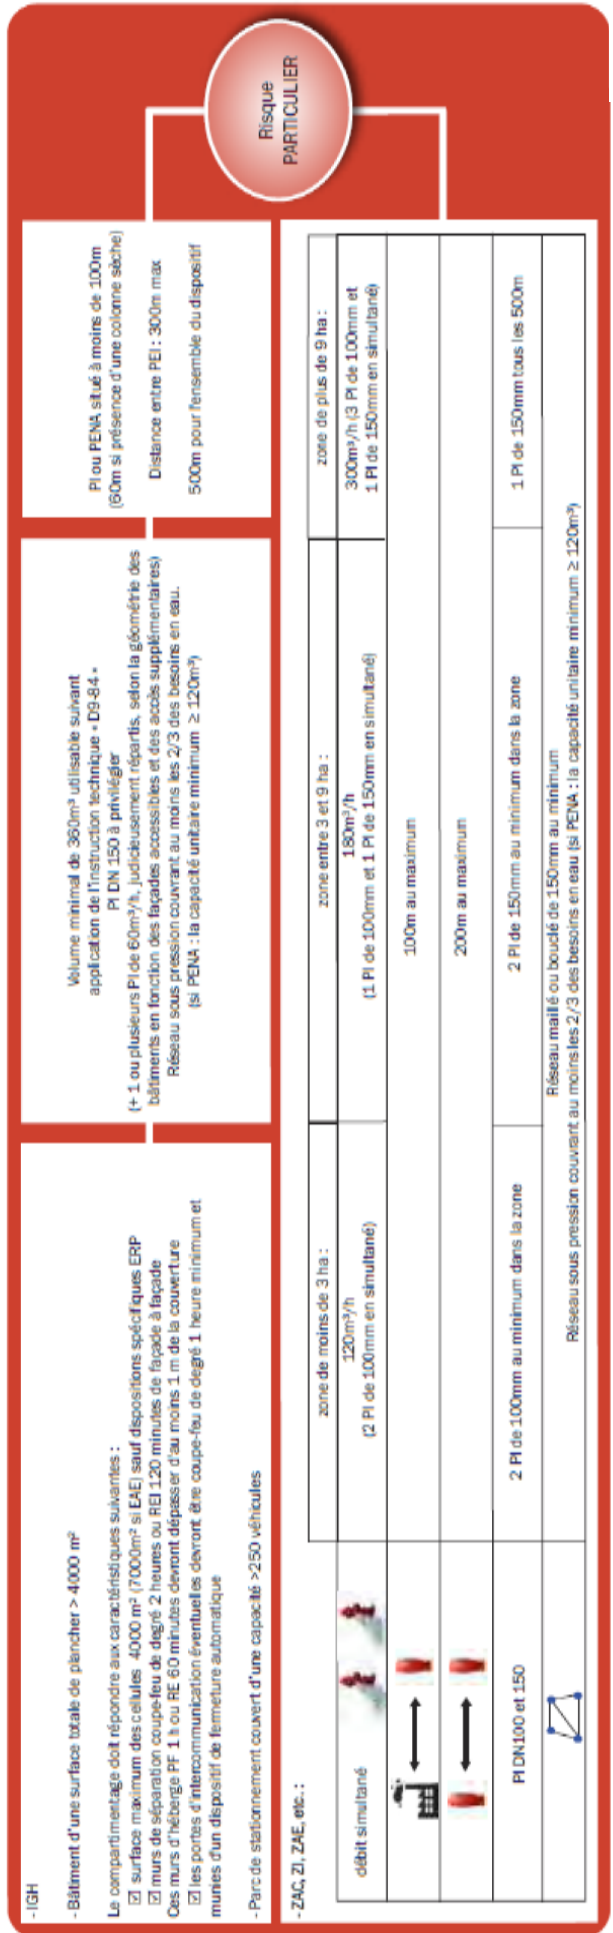 Risque
PARTICULIER
- IGH
- Bâtiment d'une surface totale de plancher > 4000 m²
Le compartimentage doit répondre aux caractéristiques suivantes :
☑ surface maximum des cellules 4000 m² (7000m² si EAE) sauf dispositions spécifiques ERP
☑ murs de séparation coupe-feu de degré 2 heures ou REI 120 minutes de façade à façade
Ces murs d'héberge PF 1 h ou RE 60 minutes devront dépasser d'au moins 1 m de la couverture
☑ les portes d'intercommunication éventuelles devront être coupe-feu de degré 1 heure minimum et
munies d'un dispositif de fermeture automatique
- Parc de stationnement couvert d'une capacité >250 véhicules
Volume minimal de 360m³ utilisable suivant
application de l'instruction technique « D9-84 »
PI DN 150 à privilégier
(+ 1 ou plusieurs PI de 60m³/h, judicieusement répartis, selon la géométrie des
bâtiments en fonction des façades accessibles et des accès supplémentaires)
Réseau sous pression couvrant au moins les 2/3 des besoins en eau.
(si PENA : la capacité unitaire minimum ≥ 120m³)
PI ou PENA situé à moins de 100m
(60m si présence d'une colonne sèche)
Distance entre PEI : 300m max
500m pour l'ensemble du dispositif
- ZAC, ZI, ZAE, etc. :
zone de moins de 3 ha :
zone entre 3 et 9 ha :
zone de plus de 9 ha :
débit simultané
120m³/h
(2 PI de 100mm en simultané)
180m³/h
(1 PI de 100mm et 1 PI de 150mm en simultané)
300m³/h (3 PI de 100mm et
1 PI de 150mm en simultané)
100m au maximum
200m au maximum
PI DN100 et 150
2 PI de 100mm au minimum dans la zone
2 PI de 150mm au minimum dans la zone
1 PI de 150mm tous les 500m
Réseau maillé ou bouclé de 150mm au minimum
Réseau sous pression couvrant au moins les 2/3 des besoins en eau (si PENA : la capacité unitaire minimum ≥ 120m³)